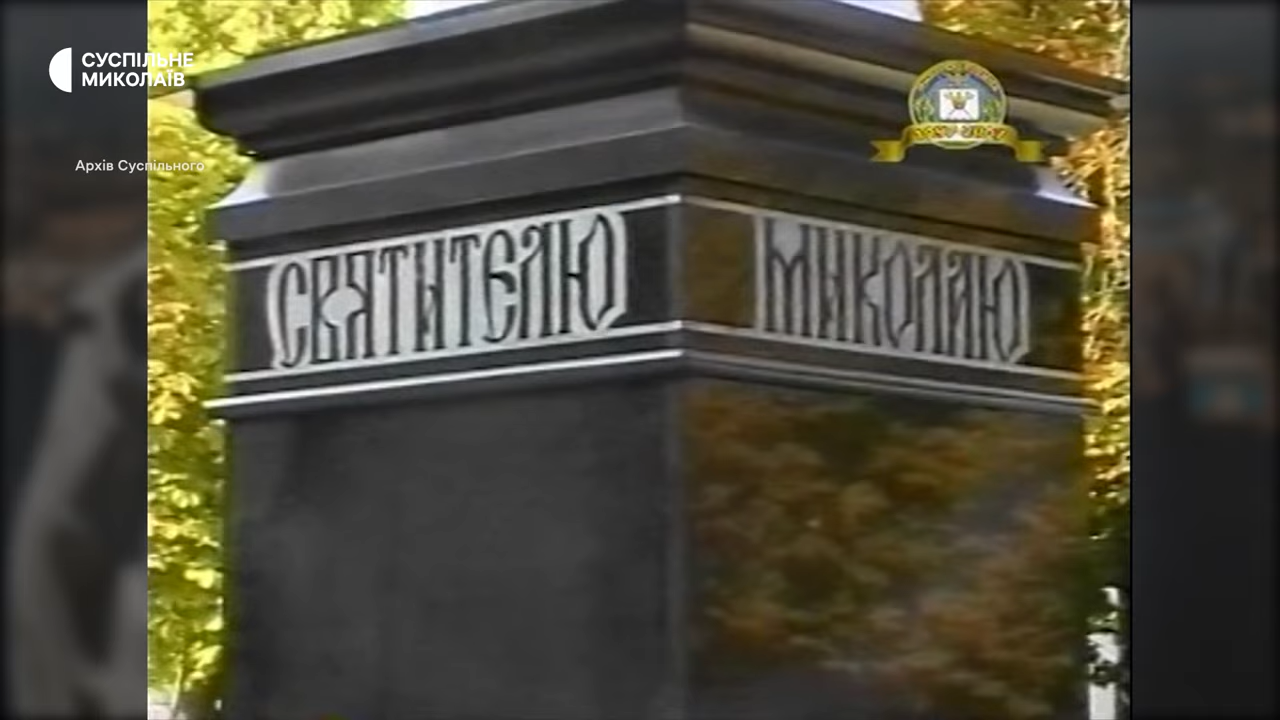 СУСПІЛЬНЕ
МИКОЛАЇВ
Архів Суспільного
СВЯТИТЕЛЮ
МИКОЛАЮ